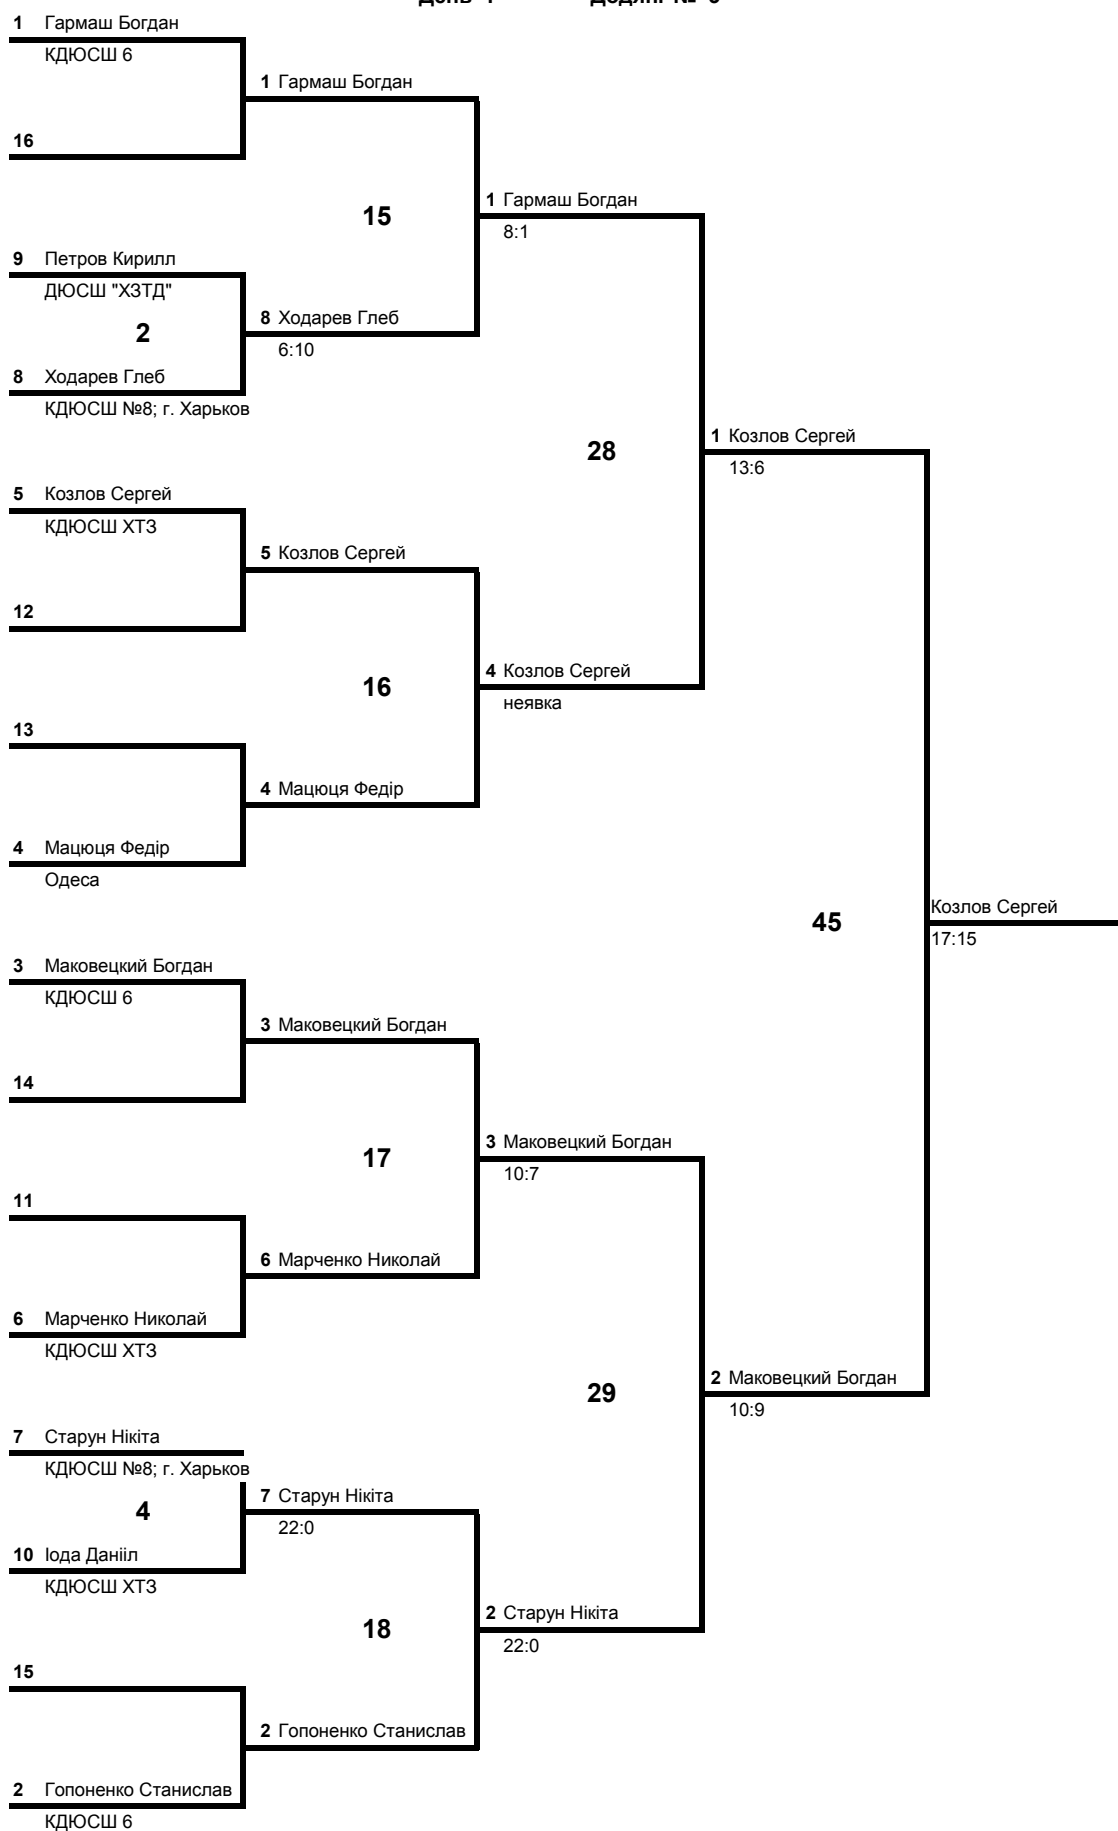 1 Гармаш Богдан
КДЮСШ 6
1 Гармаш Богдан
16
1 Гармаш Богдан
15
8:1
9 Петров Кирилл
ДЮСШ "ХЗТД"
8 Ходарев Глеб
2
6:10
8 Ходарев Глеб
КДЮСШ №8; г. Харьков
1 Козлов Сергей
28
13:6
5 Козлов Сергей
КДЮСШ ХТЗ
5 Козлов Сергей
12
4 Козлов Сергей
16
неявка
13
4 Мацюця Федір
4 Мацюця Федір
Одеса
Козлов Сергей
45
17:15
3 Маковецкий Богдан
КДЮСШ 6
3 Маковецкий Богдан
14
3 Маковецкий Богдан
17
10:7
11
6 Марченко Николай
6 Марченко Николай
КДЮСШ ХТЗ
2 Маковецкий Богдан
29
10:9
7 Старун Нікіта
КДЮСШ №8; г. Харьков
7 Старун Нікіта
4
22:0
10 Іода Данііл
КДЮСШ ХТЗ
2 Старун Нікіта
18
22:0
15
2 Гопоненко Станислав
2 Гопоненко Станислав
КДЮСШ 6